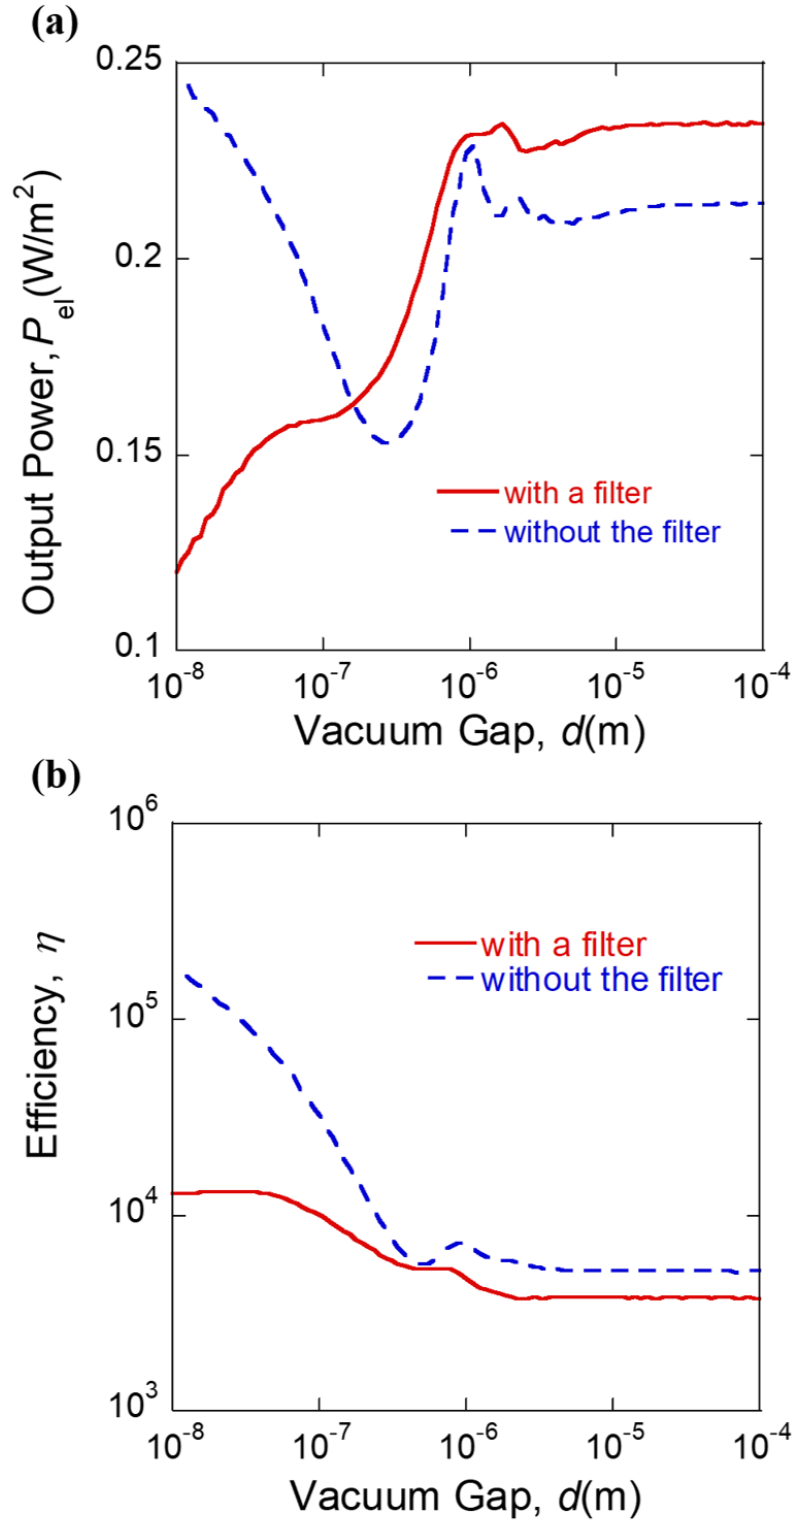 (a)
0.25
0.2
0.15
0.1
Output Power, P_el (W/m²)
with a filter
without the filter
10⁻⁸ 10⁻⁷ 10⁻⁶ 10⁻⁵ 10⁻⁴
Vacuum Gap, d(m)
(b)
10⁶
10⁵
10⁴
10³
Efficiency, η
with a filter
without the filter
10⁻⁸ 10⁻⁷ 10⁻⁶ 10⁻⁵ 10⁻⁴
Vacuum Gap, d(m)